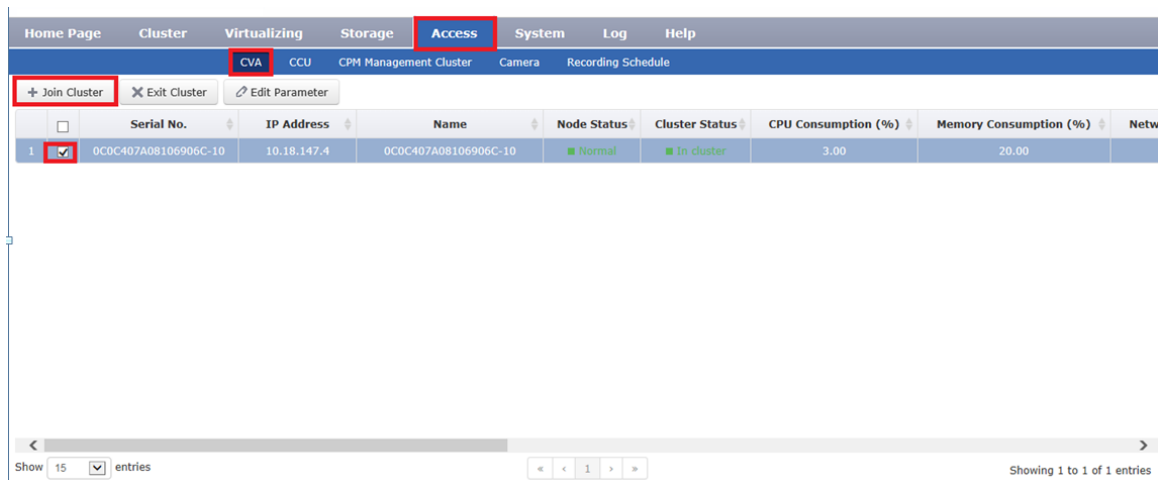 Home Page Cluster Virtualizing Storage Access System Log Help
CVA CCU CPM Management Cluster Camera Recording Schedule
Join Cluster Exit Cluster Edit Parameter
Serial No. IP Address Name Node Status Cluster Status CPU Consumption (%) Memory Consumption (%) Netw
1 0C0C407A08106906C-10 10.18.147.4 0C0C407A08106906C-10 Normal In cluster 3.00 20.00
Show 15 entries « < 1 > » Showing 1 to 1 of 1 entries